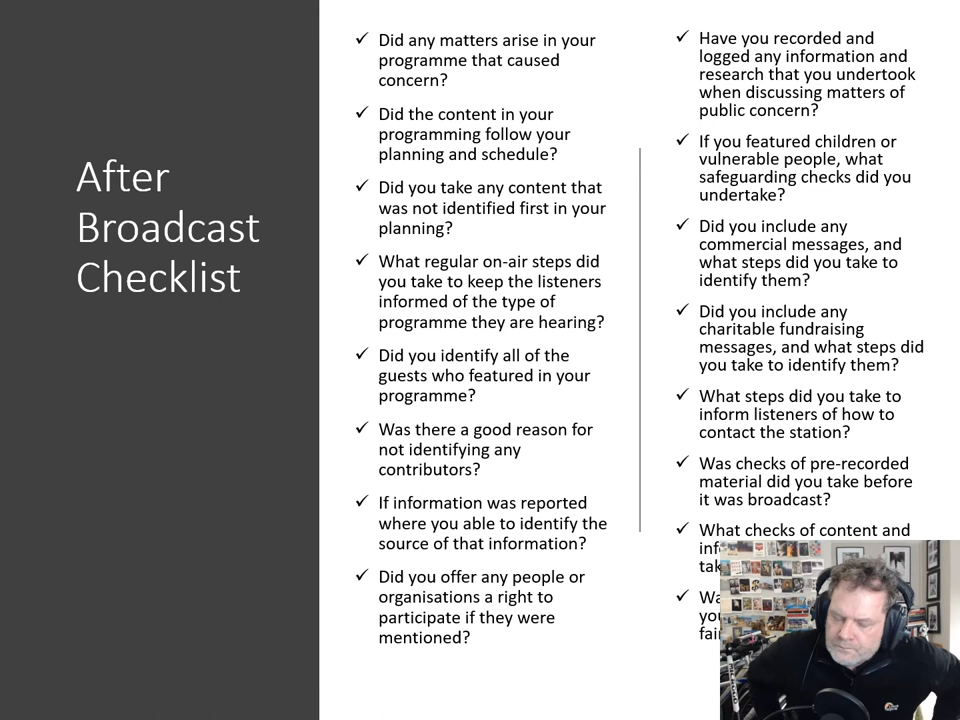 After
Broadcast
Checklist
Did any matters arise in your
programme that caused
concern?
Did the content in your
programming follow your
planning and schedule?
Did you take any content that
was not identified first in your
planning?
What regular on-air steps did
you take to keep the listeners
informed of the type of
programme they are hearing?
Did you identify all of the
guests who featured in your
programme?
Was there a good reason for
not identifying any
contributors?
If information was reported
where you able to identify the
source of that information?
Did you offer any people or
organisations a right to
participate if they were
mentioned?
Have you recorded and
logged any information and
research that you undertook
when discussing matters of
public concern?
If you featured children or
vulnerable people, what
safeguarding checks did you
undertake?
Did you include any
commercial messages, and
what steps did you take to
identify them?
Did you include any
charitable fundraising
messages, and what steps did
you take to identify them?
What steps did you take to
inform listeners of how to
contact the station?
Was checks of pre-recorded
material did you take before
it was broadcast?
What checks of content and